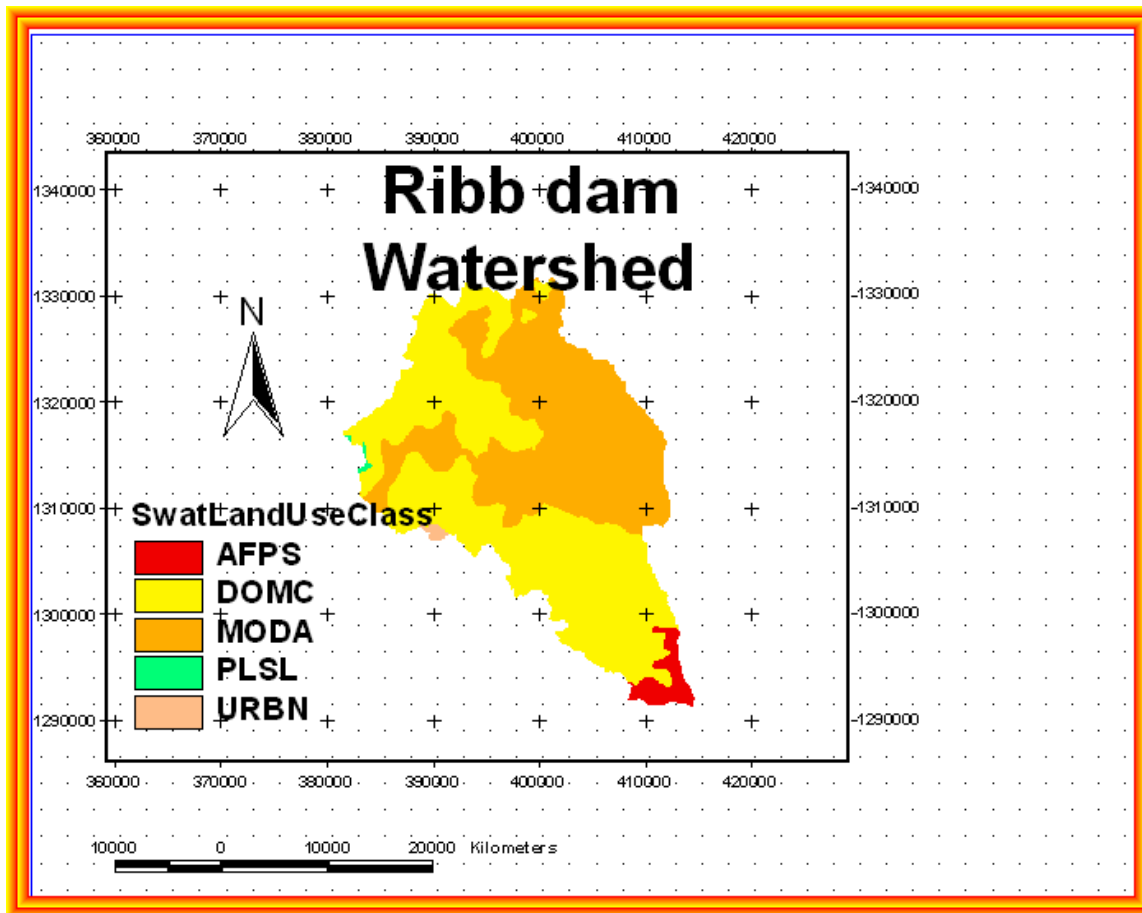 360000 370000 380000 390000 400000 410000 420000
Ribb dam
Watershed
1340000 1340000
1330000 1330000
N
1320000 1320000
1310000 1310000
SwatLandUseClass
AFPS
DOMC
1300000 1300000
MODA
PLSL
URBN
1290000 1290000
360000 370000 380000 390000 400000 410000 420000
10000 0 10000 20000 Kilometers